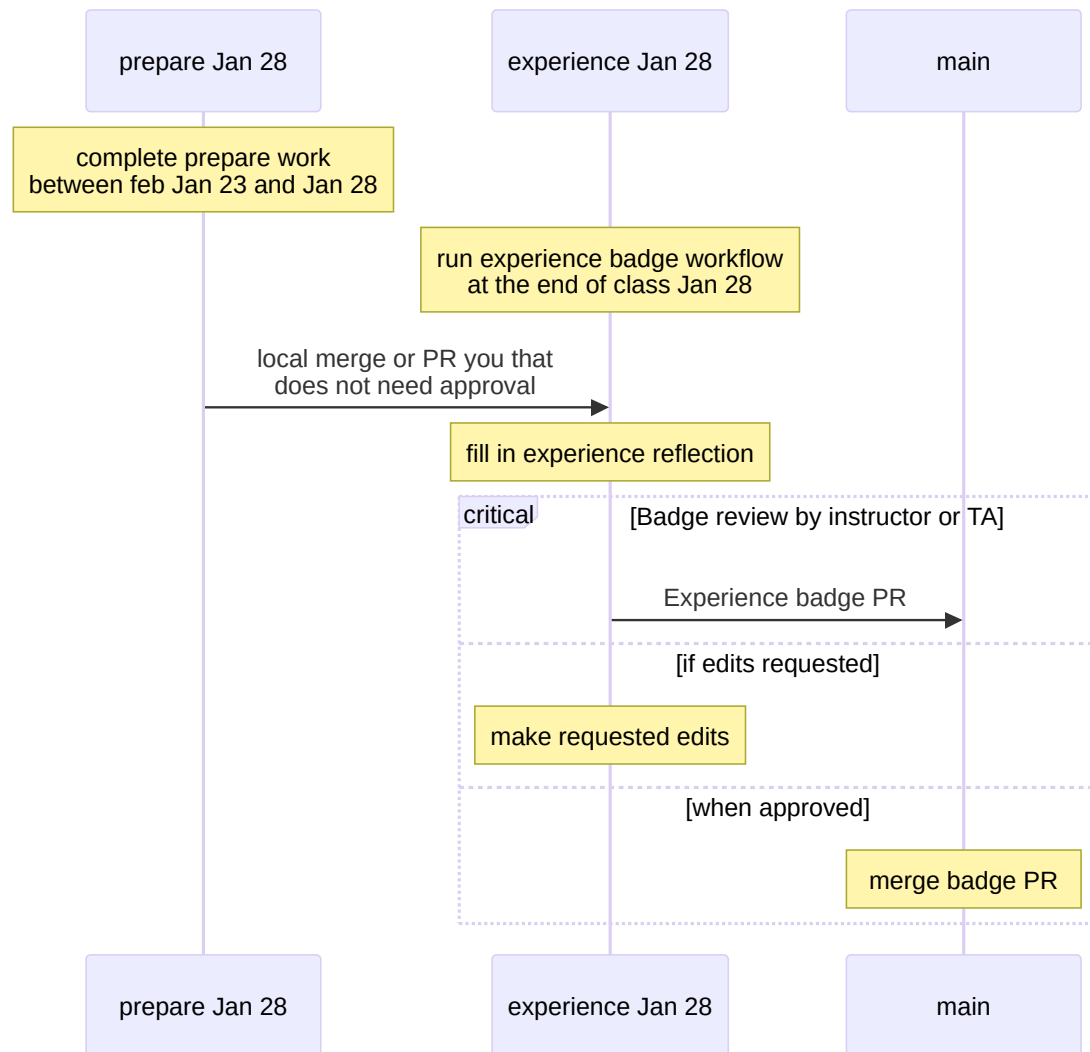 prepare Jan 28
experience Jan 28
main
complete prepare work
between feb Jan 23 and Jan 28
run experience badge workflow
at the end of class Jan 28
local merge or PR you that
does not need approval
fill in experience reflection
critical
[Badge review by instructor or TA]
Experience badge PR
[if edits requested]
make requested edits
[when approved]
merge badge PR
prepare Jan 28
experience Jan 28
main